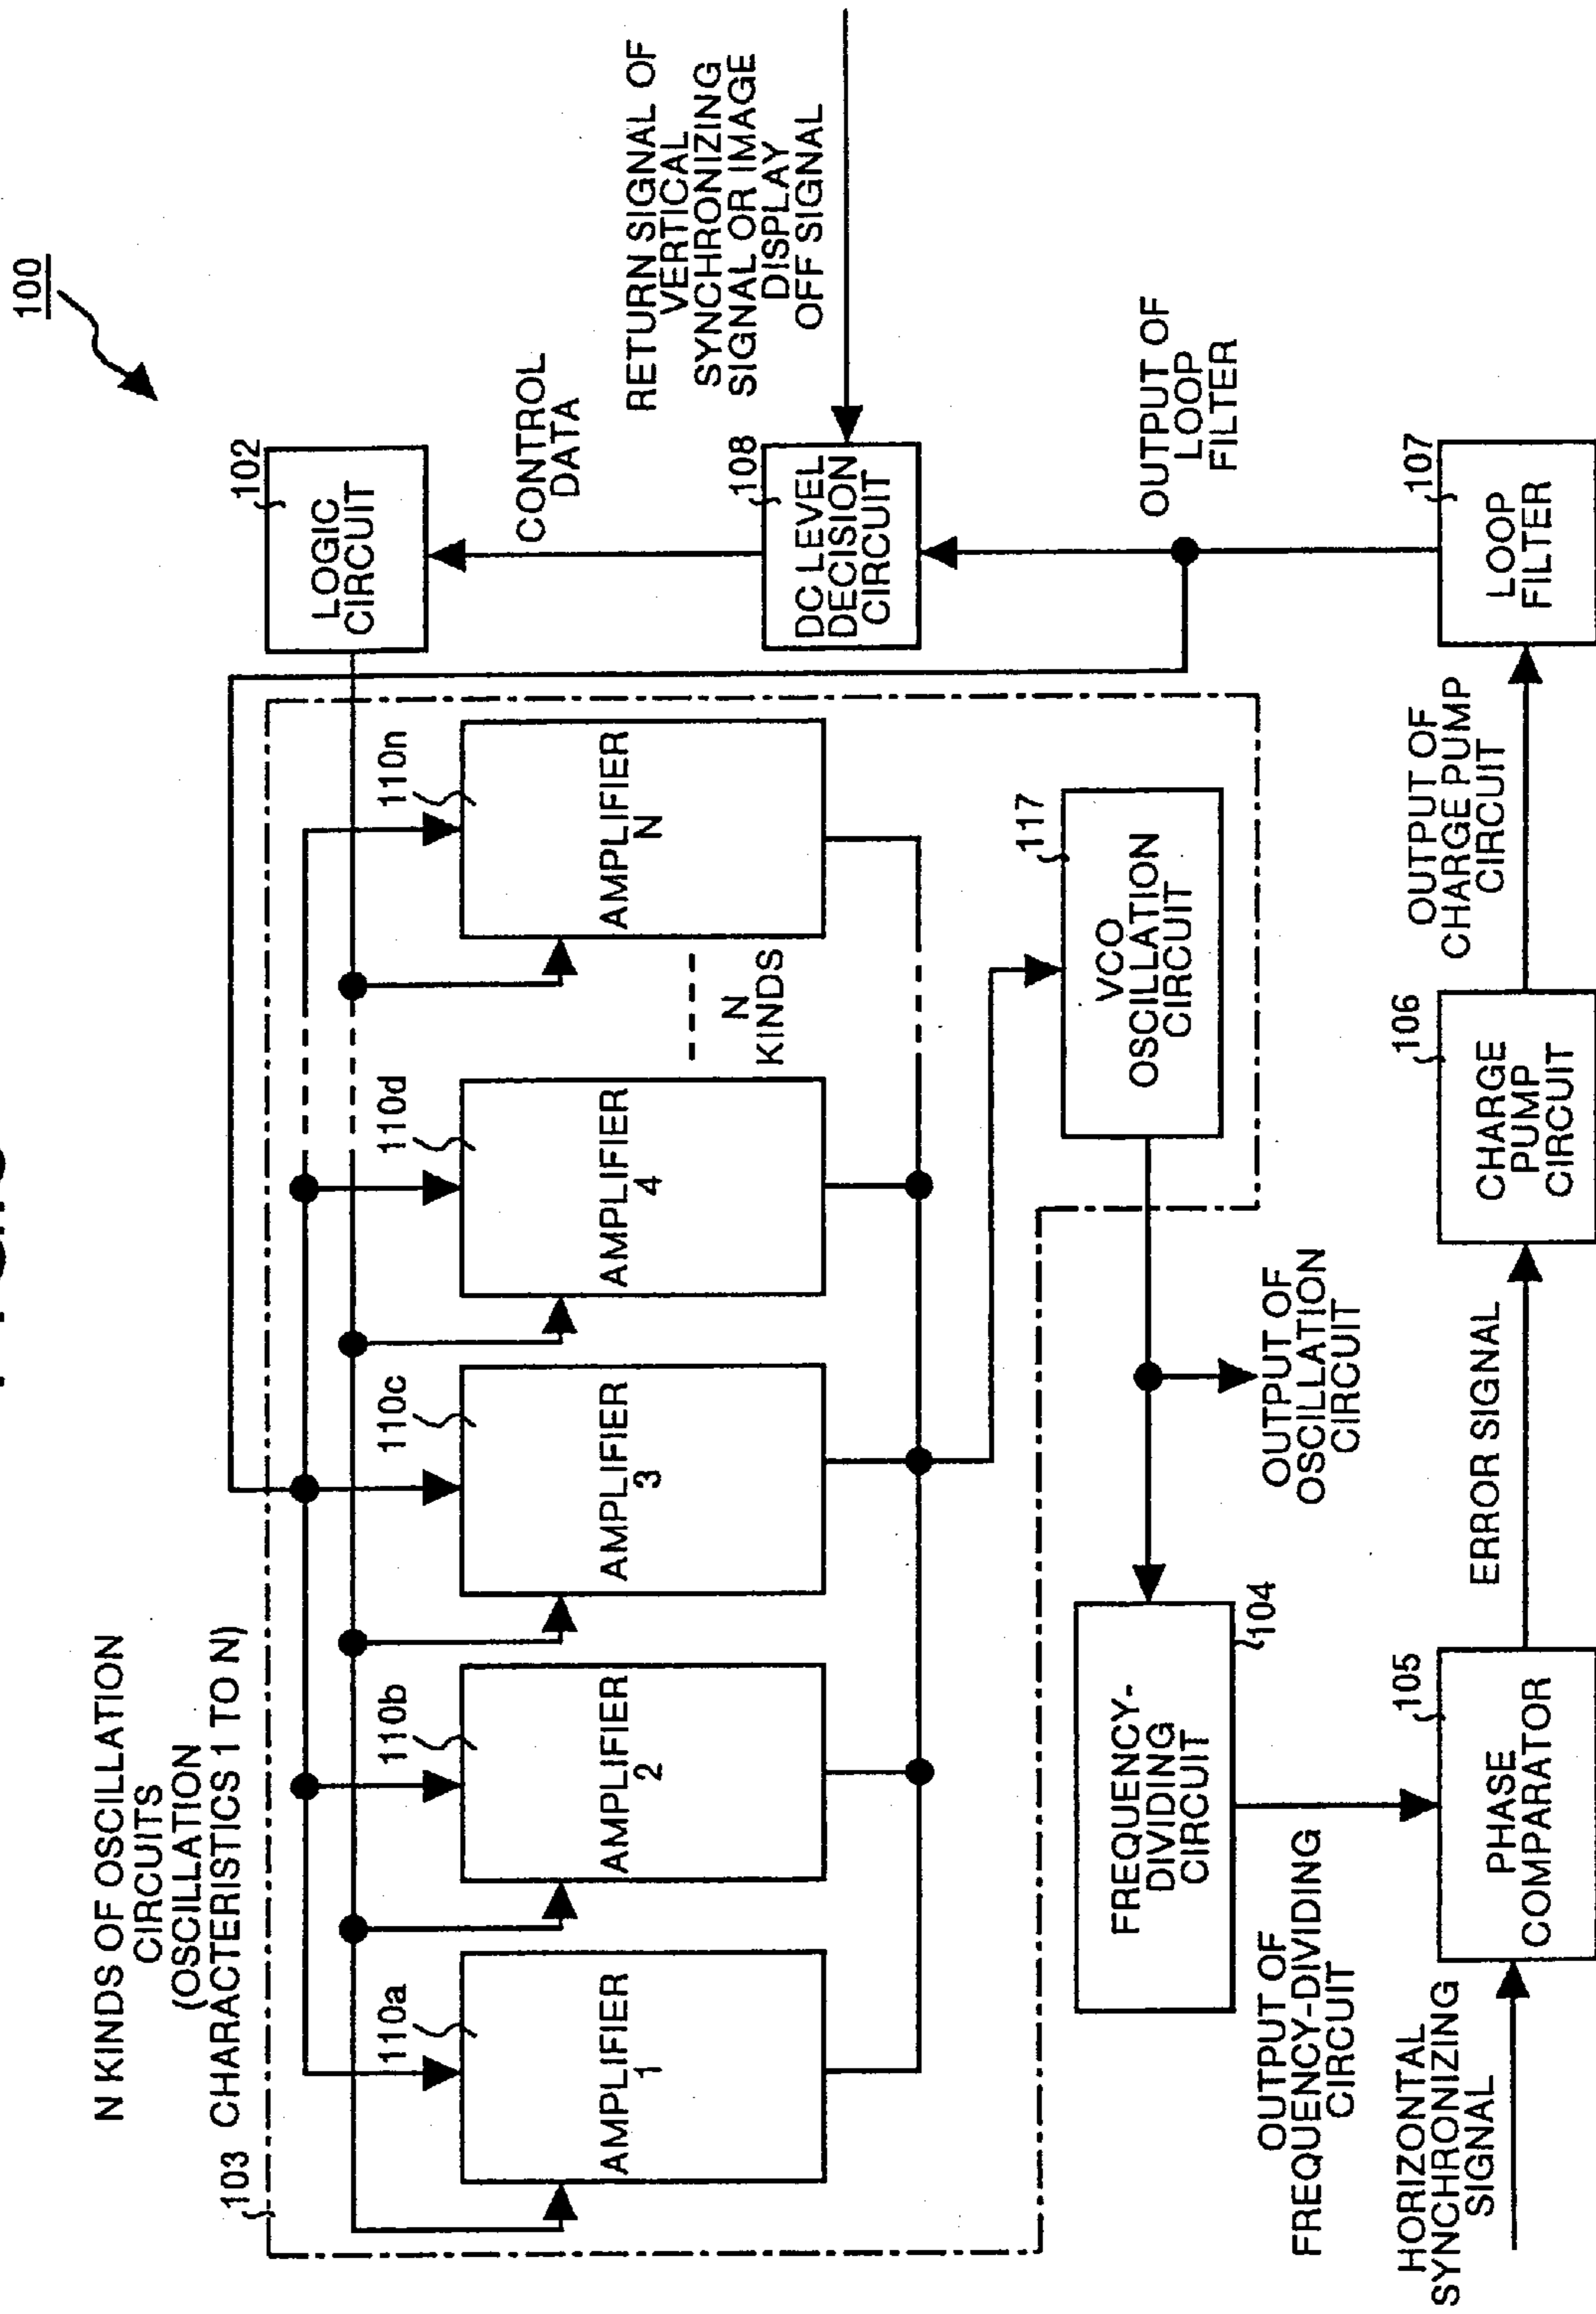 100
N KINDS OF OSCILLATION
CIRCUITS
(OSCILLATION
CHARACTERISTICS 1 TO N)
103
102
LOGIC
CIRCUIT
CONTROL
DATA
RETURN SIGNAL OF
VERTICAL
SYNCHRONIZING
SIGNAL OR IMAGE
DISPLAY
OFF SIGNAL
108
DC LEVEL
DECISION
CIRCUIT
110a
AMPLIFIER
1
110b
AMPLIFIER
2
110c
AMPLIFIER
3
110d
AMPLIFIER
4
N
KINDS
110n
AMPLIFIER
N
117
VCO
OSCILLATION
CIRCUIT
OUTPUT OF
OSCILLATION
CIRCUIT
FREQUENCY-
DIVIDING
CIRCUIT
104
OUTPUT OF
FREQUENCY-DIVIDING
CIRCUIT
HORIZONTAL
SYNCHRONIZING
SIGNAL
105
PHASE
COMPARATOR
ERROR SIGNAL
106
CHARGE
PUMP
CIRCUIT
OUTPUT OF
CHARGE PUMP
CIRCUIT
107
LOOP
FILTER
OUTPUT OF
LOOP
FILTER